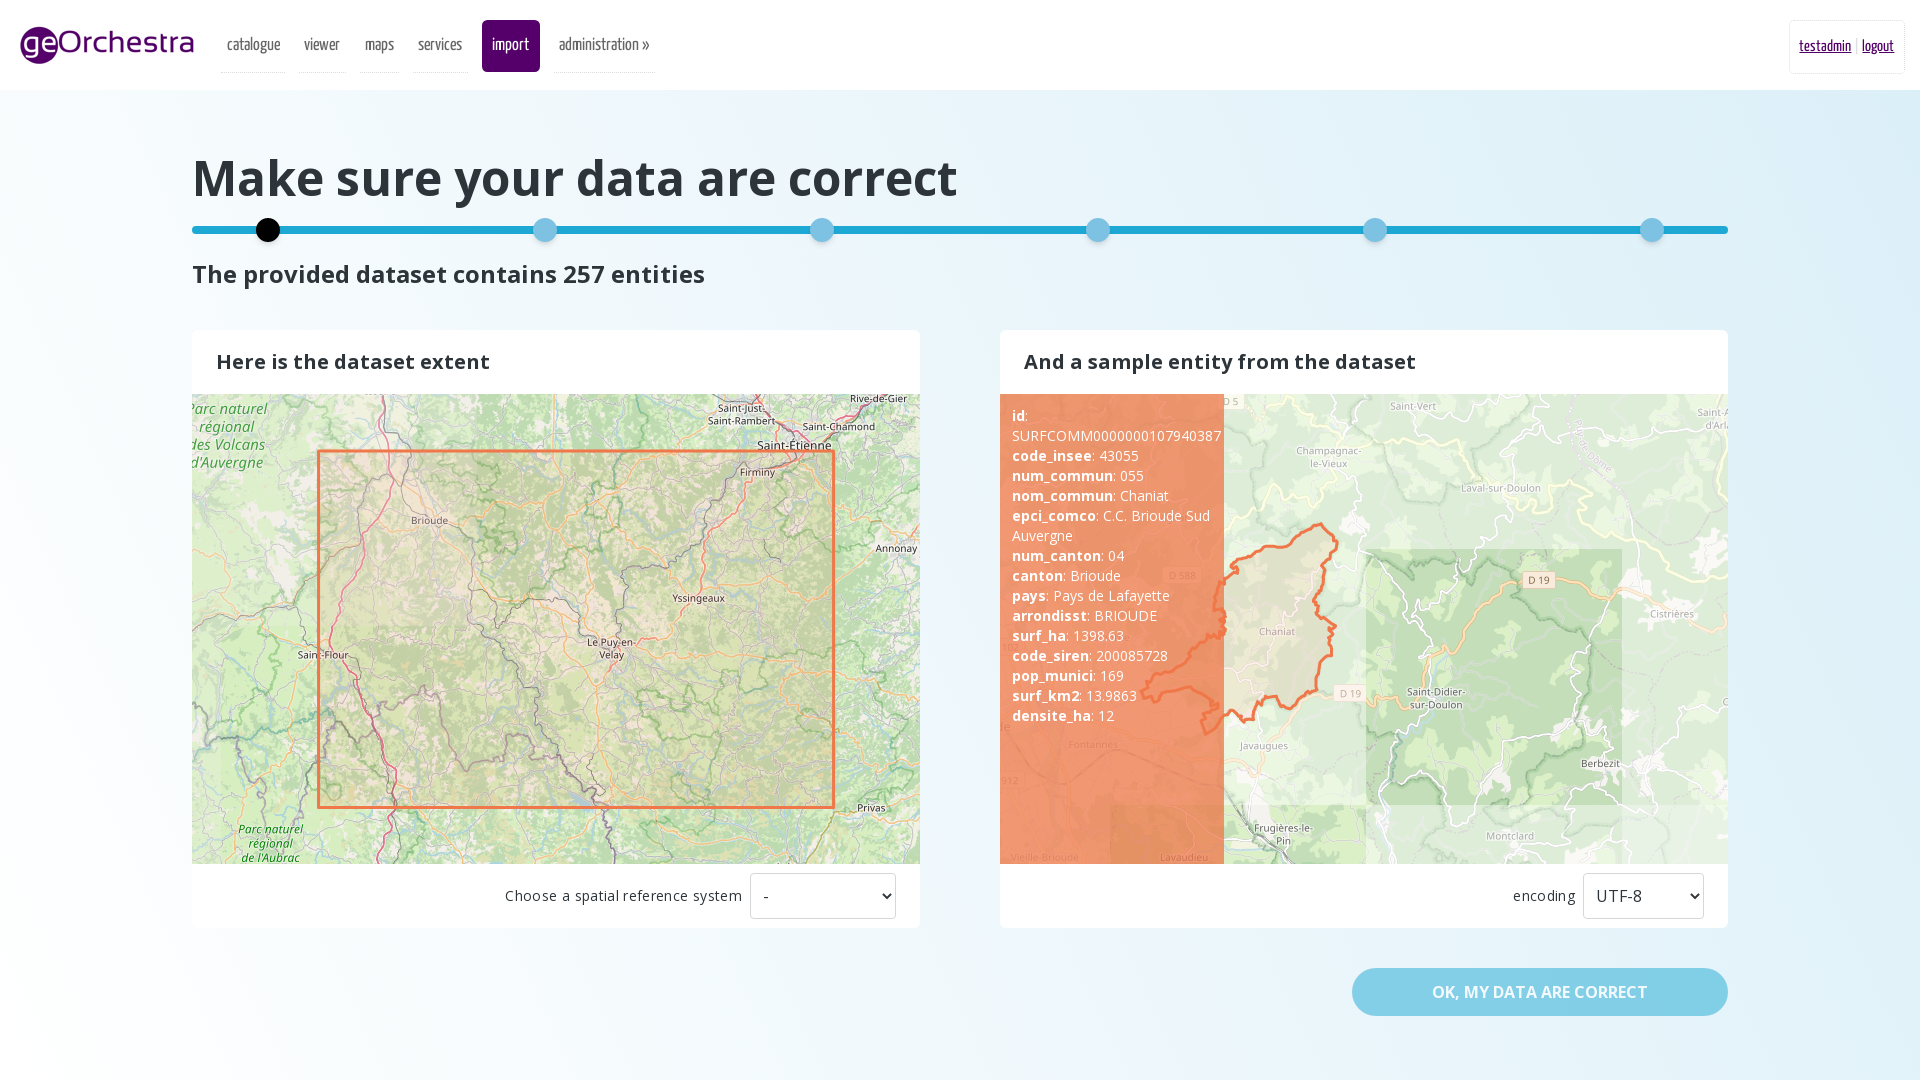 geOrchestra
catalogue
viewer
maps
services
import
administration »
testadmin | logout
Make sure your data are correct
The provided dataset contains 257 entities
Here is the dataset extent
Parc naturel
régional
des Volcans
d'Auvergne
Saint-Just-
Saint-Rambert
Rive-de-Gier
Saint-Chamond
Saint-Étienne
Firminy
Brioude
Annonay
Yssingeaux
Le Puy-en-
Velay
Saint-Flour
Privas
Parc naturel
régional
de l'Aubrac
Choose a spatial reference system
-
And a sample entity from the dataset
id:
SURFCOMM0000000107940387
code_insee: 43055
num_commun: 055
nom_commun: Chaniat
epci_comco: C.C. Brioude Sud
Auvergne
num_canton: 04
canton: Brioude
pays: Pays de Lafayette
arrondisst: BRIOUDE
surf_ha: 1398.63
code_siren: 200085728
pop_munici: 169
surf_km2: 13.9863
densite_ha: 12
D 5
Saint-Vert
Champagnac-
le-Vieux
Laval-sur-Doulon
D 588
D 19
Cistrières
Chaniat
D 19
Saint-Didier-
sur-Doulon
Javaugues
Fontannes
Berbezit
912
Frugières-le-
Pin
Montclard
Vieille-Brioude
Lavaudieu
encoding
UTF-8
OK, MY DATA ARE CORRECT